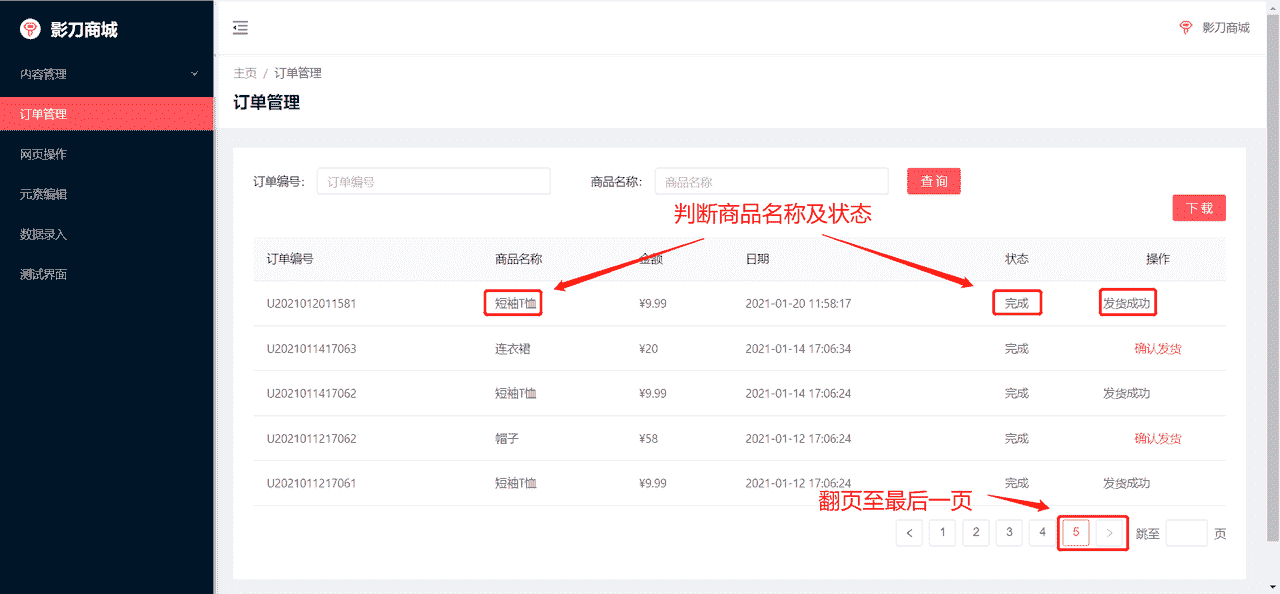 影刀商城
影刀商城
内容管理
订单管理
网页操作
元素编辑
数据录入
测试界面
主页 / 订单管理
订单管理
订单编号: 订单编号 商品名称: 商品名称 查 询
下 载
判断商品名称及状态
订单编号 商品名称 金额 日期 状态 操作
U2021012011581 短袖T恤 ¥9.99 2021-01-20 11:58:17 完成 发货成功
U2021011417063 连衣裙 ¥20 2021-01-14 17:06:34 完成 确认发货
U2021011417062 短袖T恤 ¥9.99 2021-01-14 17:06:24 完成 发货成功
U2021011217062 帽子 ¥58 2021-01-12 17:06:24 完成 确认发货
U2021011217061 短袖T恤 ¥9.99 2021-01-12 17:06:24 完成 发货成功
翻页至最后一页
< 1 2 3 4 5 > 跳至 页